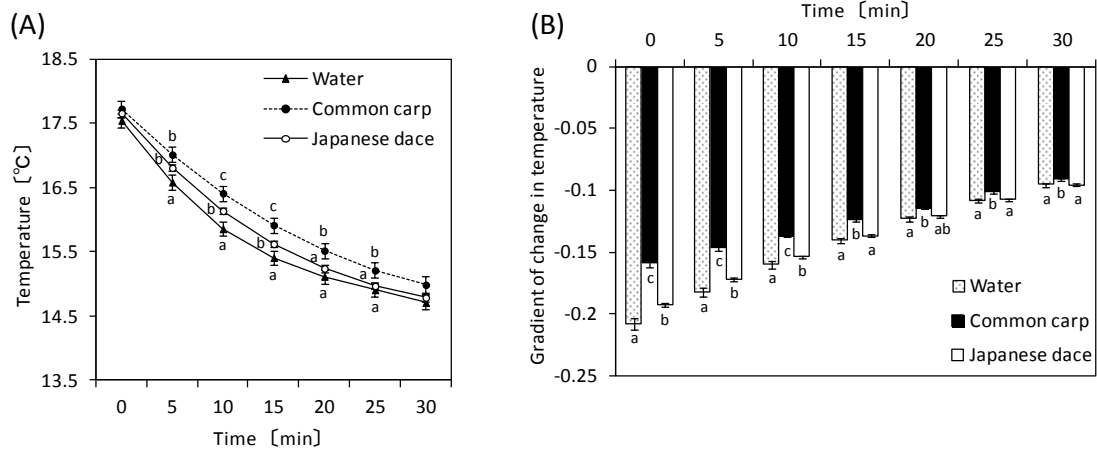 (A)
18.5
17.5
16.5
15.5
14.5
13.5
Temperature〔℃〕
Water
Common carp
Japanese dace
b
b
a
c
b
a
c
b
a
b
a
a
b
a
a
0 5 10 15 20 25 30
Time〔min〕
(B)
Time〔min〕
0 5 10 15 20 25 30
0
-0.05
-0.1
-0.15
-0.2
-0.25
Gradient of change in temperature
a c b
a c b
a c b
a b a
a b ab
a b a
a b a
Water
Common carp
Japanese dace